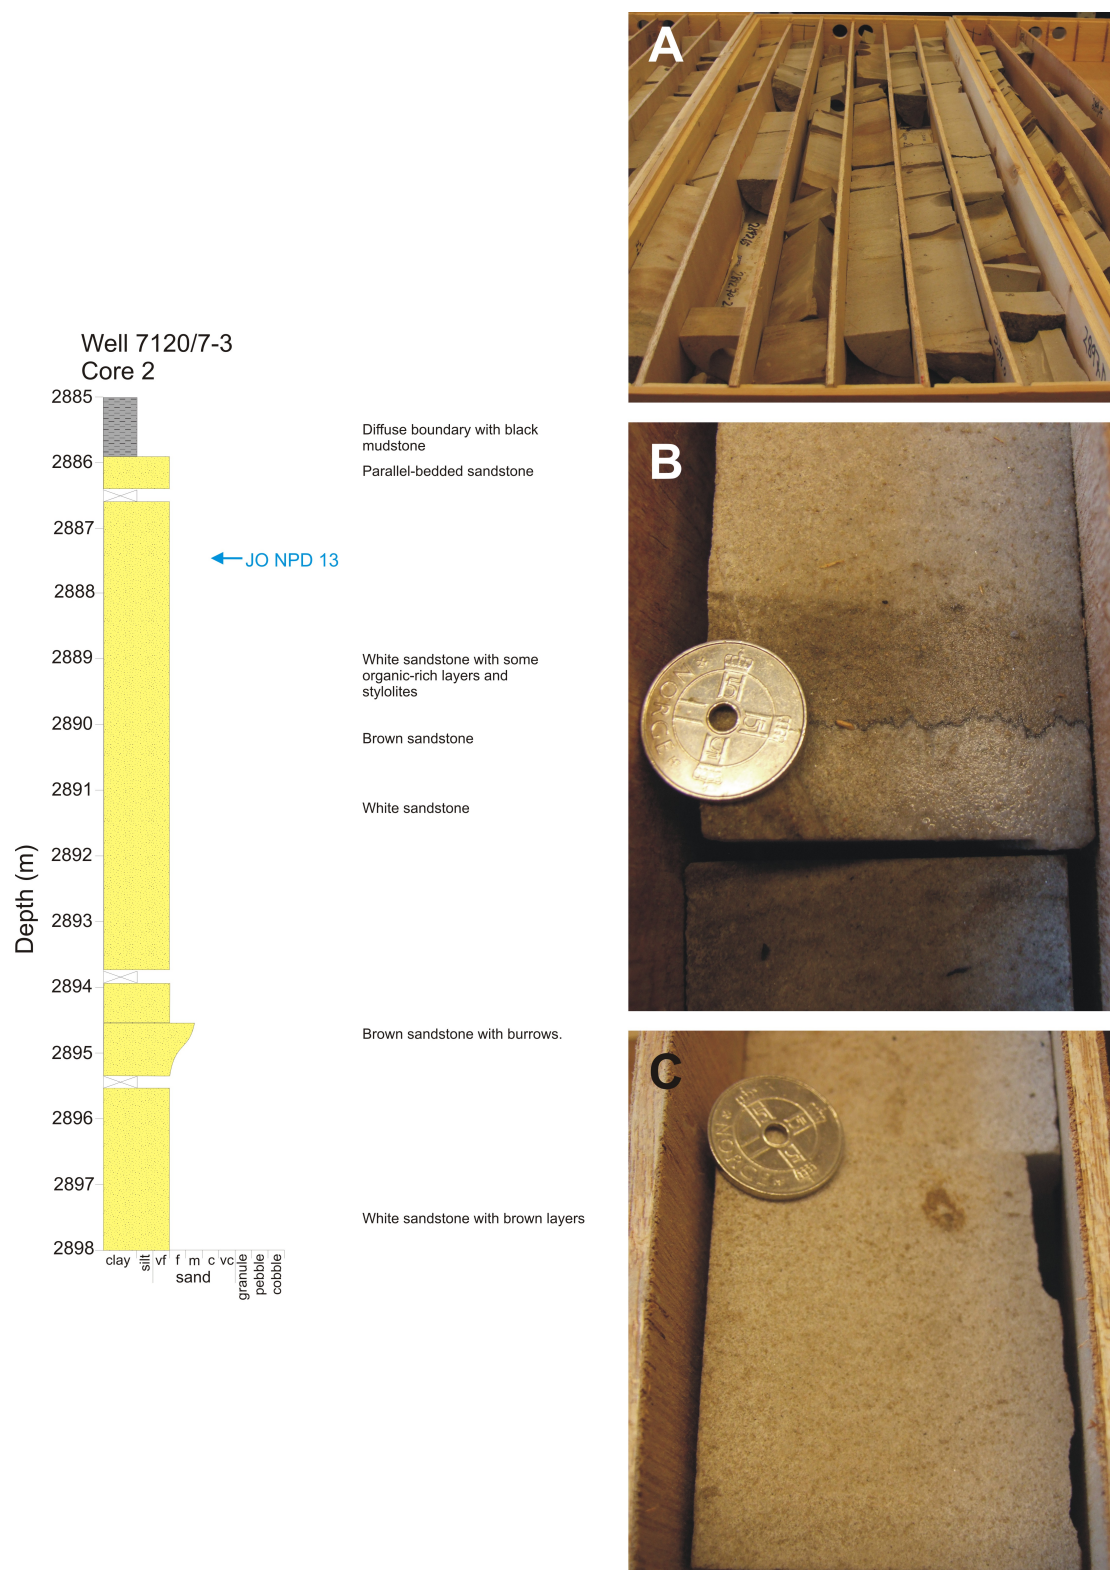 Well 7120/7-3
Core 2
Depth (m)
2885
2886
2887
2888
2889
2890
2891
2892
2893
2894
2895
2896
2897
2898
Diffuse boundary with black
mudstone
Parallel-bedded sandstone
JO NPD 13
White sandstone with some
organic-rich layers and
stylolites
Brown sandstone
White sandstone
Brown sandstone with burrows.
White sandstone with brown layers
clay silt vf f m c vc granule pebble cobble
sand
A
B
C